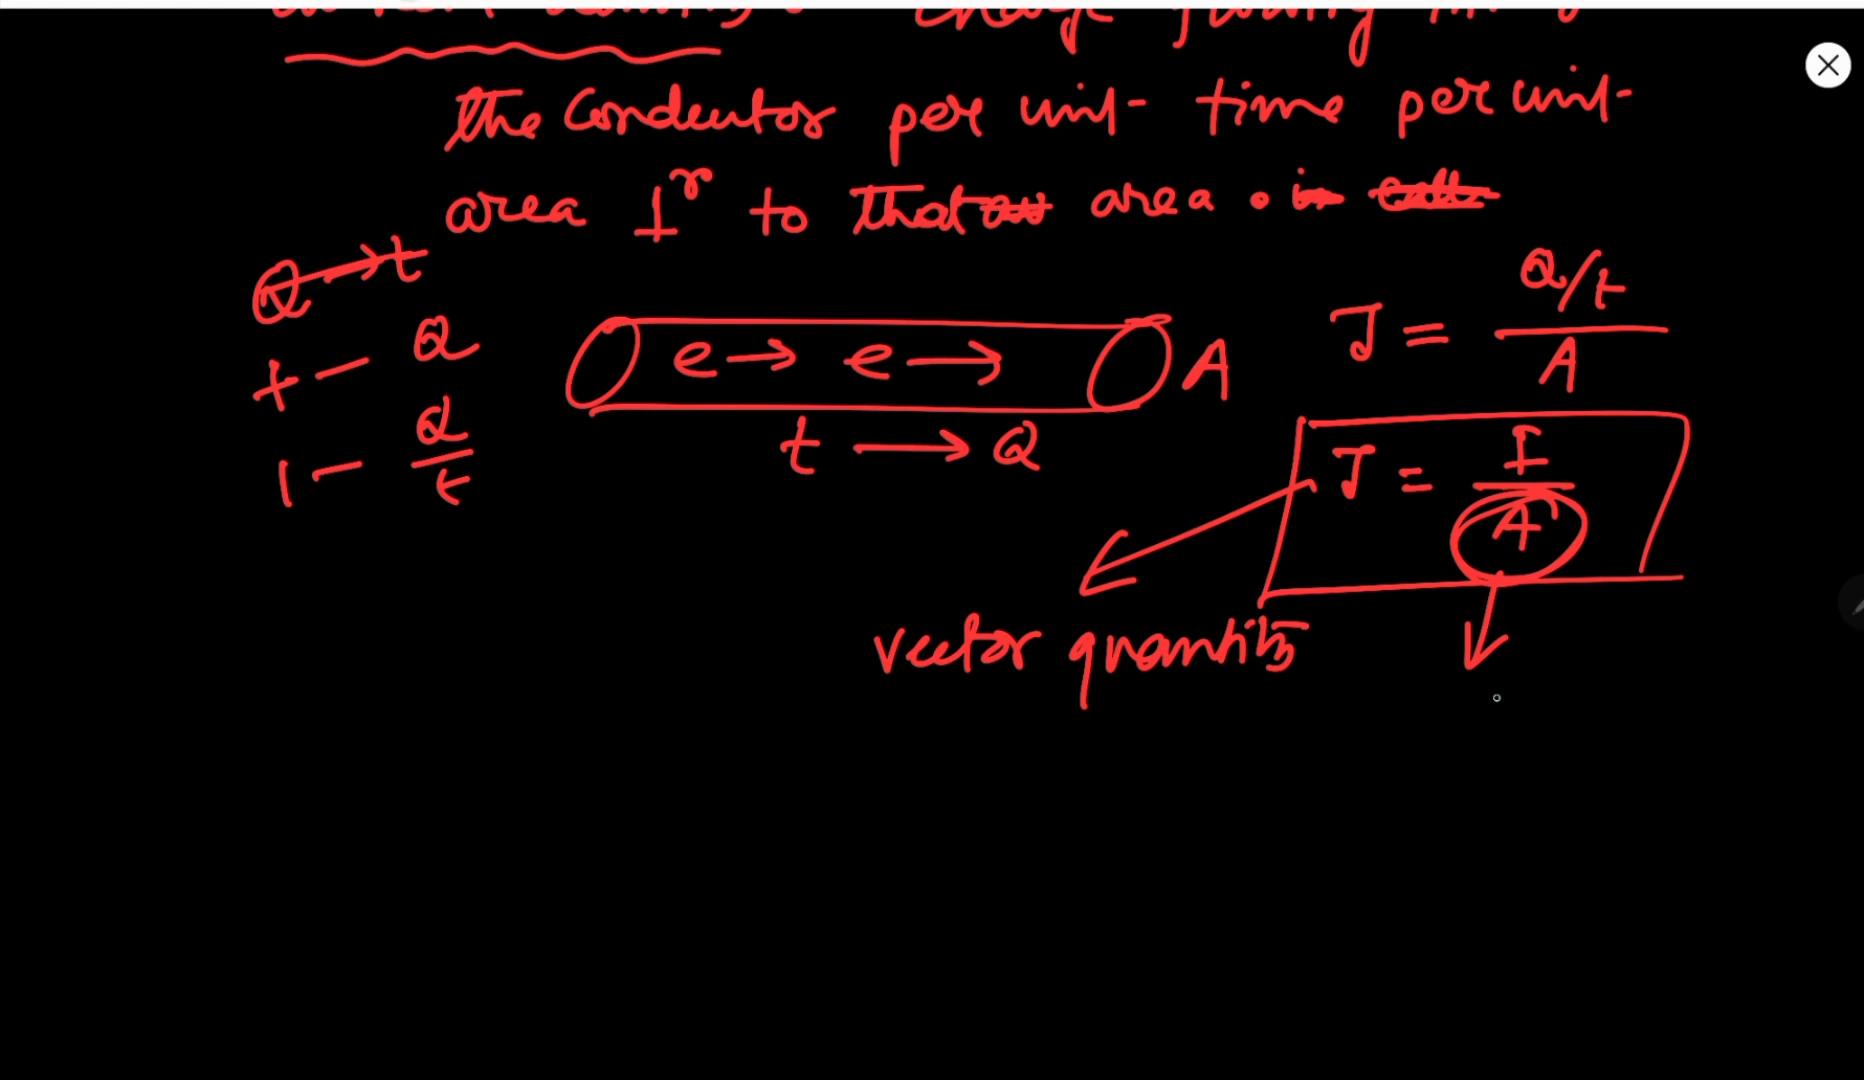 the Conductor per unit time per unit
area ⊥r to that area.
Q → t
t - Q
1 - Q/t
e → e → A
t → Q
J = Q/t / A
J = I / A
vector quantity